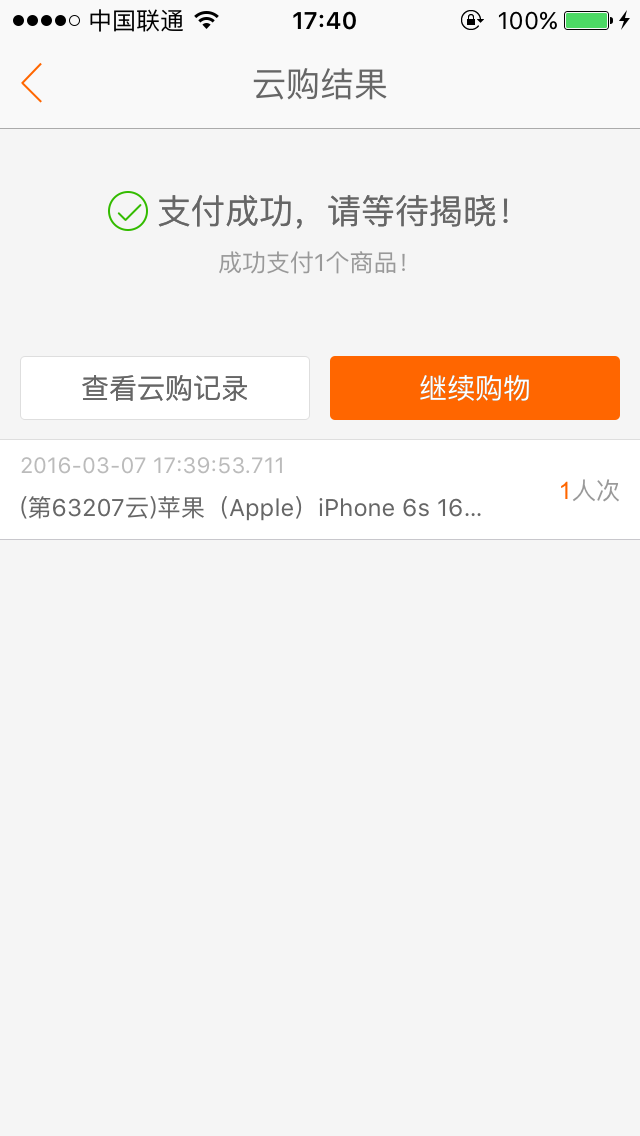 中国联通 17:40 100%
云购结果
支付成功，请等待揭晓！
成功支付1个商品！
查看云购记录 继续购物
2016-03-07 17:39:53.711
(第63207云)苹果（Apple）iPhone 6s 16...
1人次